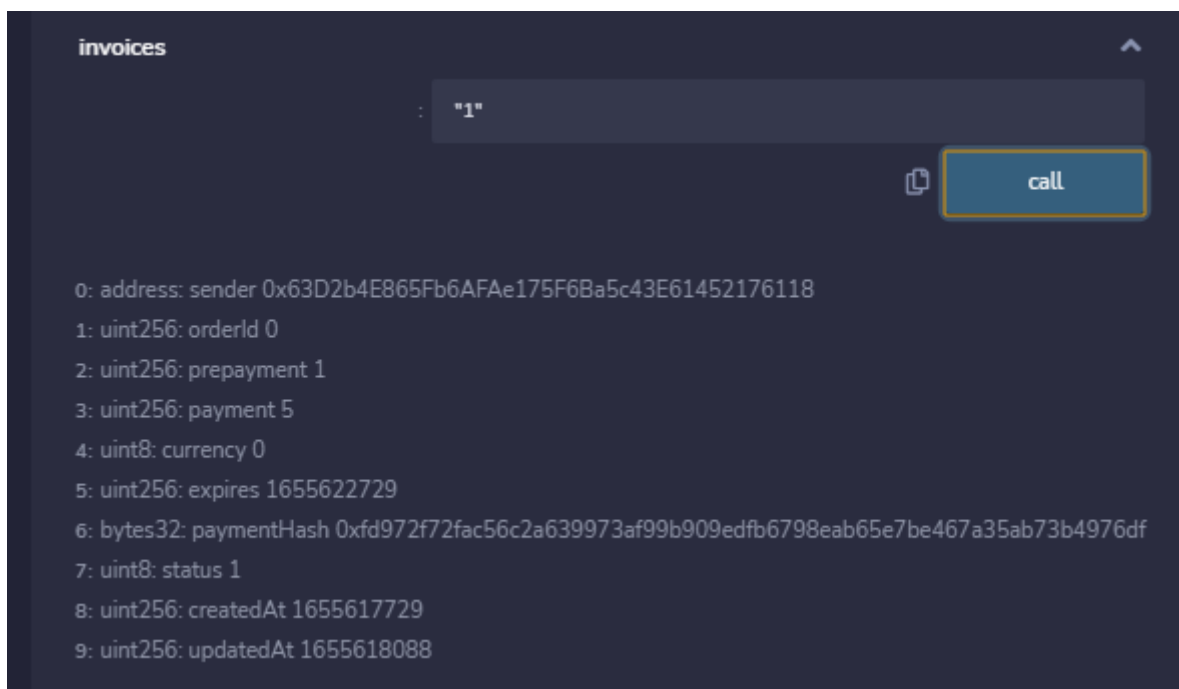 invoices
: "1"
call
0: address: sender 0x63D2b4E865Fb6AFAe175F6Ba5c43E61452176118
1: uint256: orderId 0
2: uint256: prepayment 1
3: uint256: payment 5
4: uint8: currency 0
5: uint256: expires 1655622729
6: bytes32: paymentHash 0xfd972f72fac56c2a639973af99b909edfb6798eab65e7be467a35ab73b4976df
7: uint8: status 1
8: uint256: createdAt 1655617729
9: uint256: updatedAt 1655618088